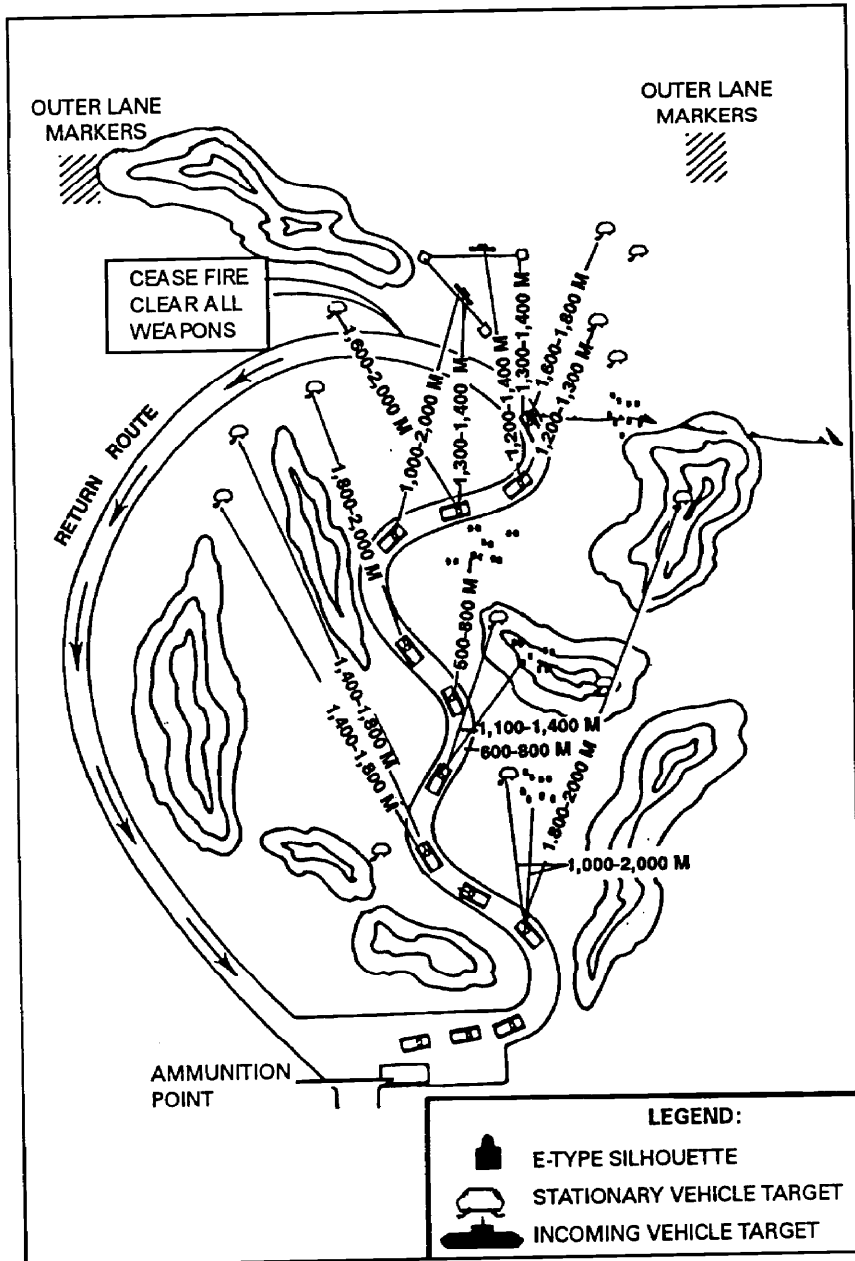 OUTER LANE
MARKERS
OUTER LANE
MARKERS
CEASE FIRE
CLEAR ALL
WEAPONS
RETURN ROUTE
1,600-2,000 M
1,000-2,000 M
1,300-1,400 M
1,200-1,400 M
1,300-1,400 M
1,600-1,800 M
1,200-1,300 M
1,800-2,000 M
600-800 M
1,400-1,800 M
1,400-1,800 M
1,100-1,400 M
600-800 M
1.800-2000 M
1,000-2,000 M
AMMUNITION
POINT
LEGEND:
E-TYPE SILHOUETTE
STATIONARY VEHICLE TARGET
INCOMING VEHICLE TARGET